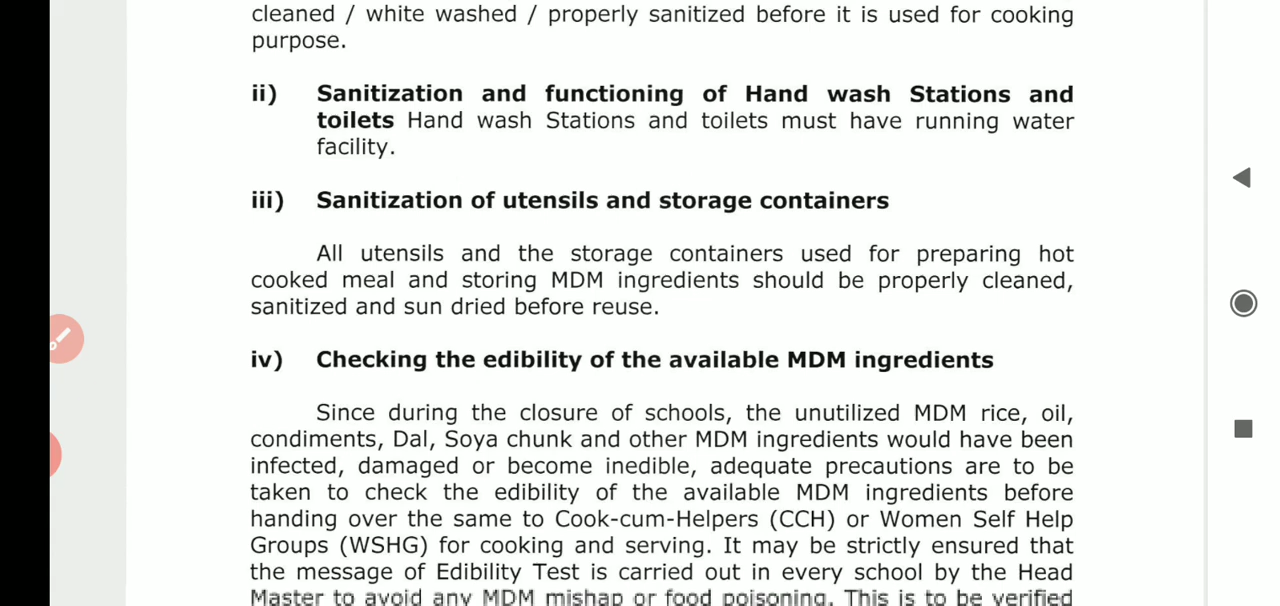 cleaned / white washed / properly sanitized before it is used for cooking
purpose.
ii) Sanitization and functioning of Hand wash Stations and
toilets Hand wash Stations and toilets must have running water
facility.
iii) Sanitization of utensils and storage containers
All utensils and the storage containers used for preparing hot
cooked meal and storing MDM ingredients should be properly cleaned,
sanitized and sun dried before reuse.
iv) Checking the edibility of the available MDM ingredients
Since during the closure of schools, the unutilized MDM rice, oil,
condiments, Dal, Soya chunk and other MDM ingredients would have been
infected, damaged or become inedible, adequate precautions are to be
taken to check the edibility of the available MDM ingredients before
handing over the same to Cook-cum-Helpers (CCH) or Women Self Help
Groups (WSHG) for cooking and serving. It may be strictly ensured that
the message of Edibility Test is carried out in every school by the Head
Master to avoid any MDM mishap or food poisoning. This is to be verified